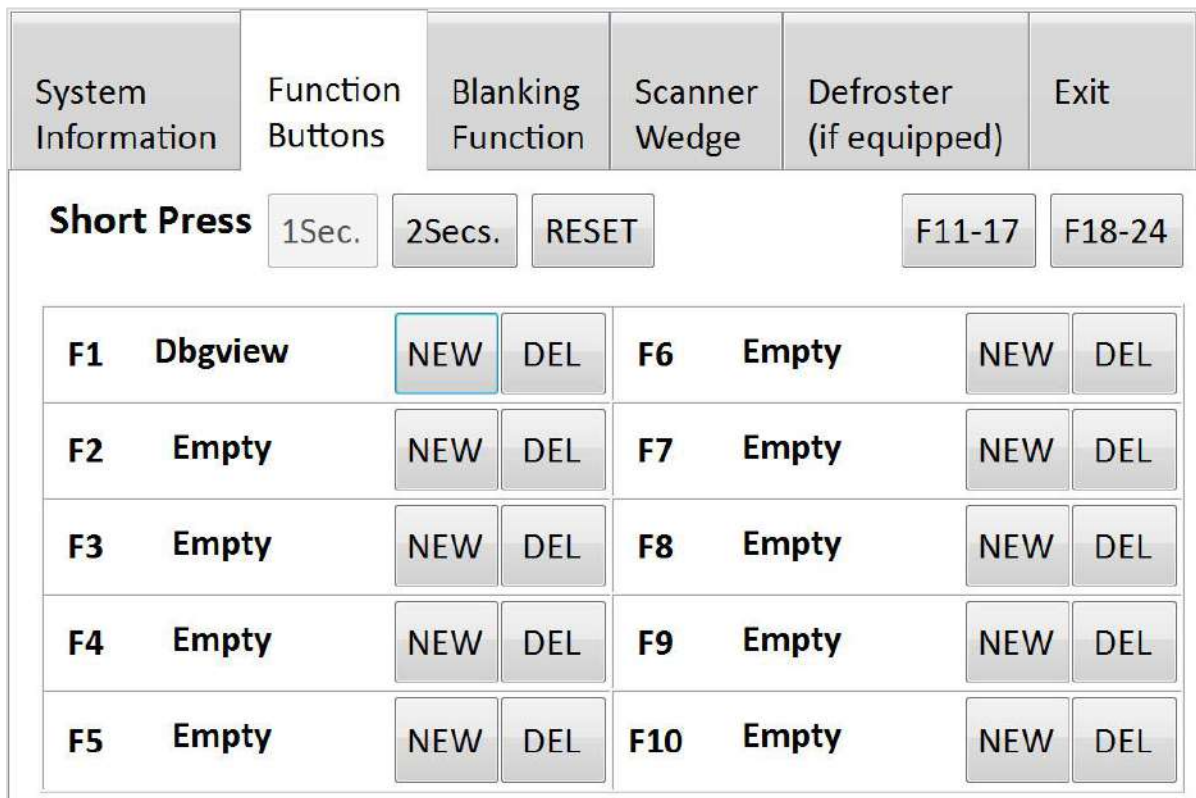 System Information
Function Buttons
Blanking Function
Scanner Wedge
Defroster (if equipped)
Exit
Short Press 1Sec. 2Secs. RESET F11-17 F18-24
F1 Dbgview NEW DEL F6 Empty NEW DEL
F2 Empty NEW DEL F7 Empty NEW DEL
F3 Empty NEW DEL F8 Empty NEW DEL
F4 Empty NEW DEL F9 Empty NEW DEL
F5 Empty NEW DEL F10 Empty NEW DEL